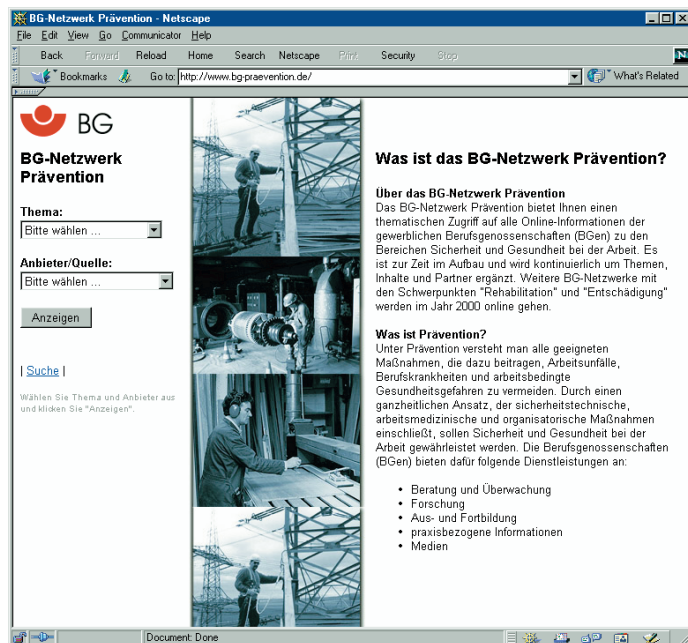 BG-Netzwerk Prävention - Netscape
File Edit View Go Communicator Help
Back Forward Reload Home Search Netscape Print Security Stop
N
Bookmarks Go to: http://www.bg-praevention.de/ What's Related
BG
BG-Netzwerk
Prävention
Thema:
Bitte wählen ...
Anbieter/Quelle:
Bitte wählen ...
Anzeigen
| Suche |
Wählen Sie Thema und Anbieter aus
und klicken Sie "Anzeigen".
Was ist das BG-Netzwerk Prävention?
Über das BG-Netzwerk Prävention
Das BG-Netzwerk Prävention bietet Ihnen einen
thematischen Zugriff auf alle Online-Informationen der
gewerblichen Berufsgenossenschaften (BGen) zu den
Bereichen Sicherheit und Gesundheit bei der Arbeit. Es
ist zur Zeit im Aufbau und wird kontinuierlich um Themen,
Inhalte und Partner ergänzt. Weitere BG-Netzwerke mit
den Schwerpunkten "Rehabilitation" und "Entschädigung"
werden im Jahr 2000 online gehen.
Was ist Prävention?
Unter Prävention versteht man alle geeigneten
Maßnahmen, die dazu beitragen, Arbeitsunfälle,
Berufskrankheiten und arbeitsbedingte
Gesundheitsgefahren zu vermeiden. Durch einen
ganzheitlichen Ansatz, der sicherheitstechnische,
arbeitsmedizinische und organisatorische Maßnahmen
einschließt, sollen Sicherheit und Gesundheit bei der
Arbeit gewährleistet werden. Die Berufsgenossenschaften
(BGen) bieten dafür folgende Dienstleistungen an:
• Beratung und Überwachung
• Forschung
• Aus- und Fortbildung
• praxisbezogene Informationen
• Medien
Document: Done